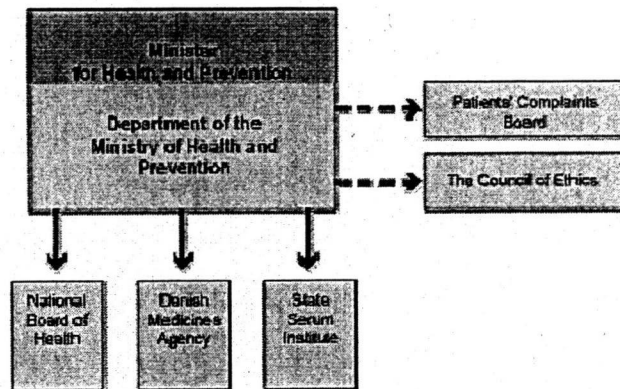 Minister
for Health and Prevention
Department of the
Ministry of Health and
Prevention
Patients' Complaints
Board
The Council of Ethics
National
Board of
Health
Danish
Medicines
Agency
State
Serum
Institute